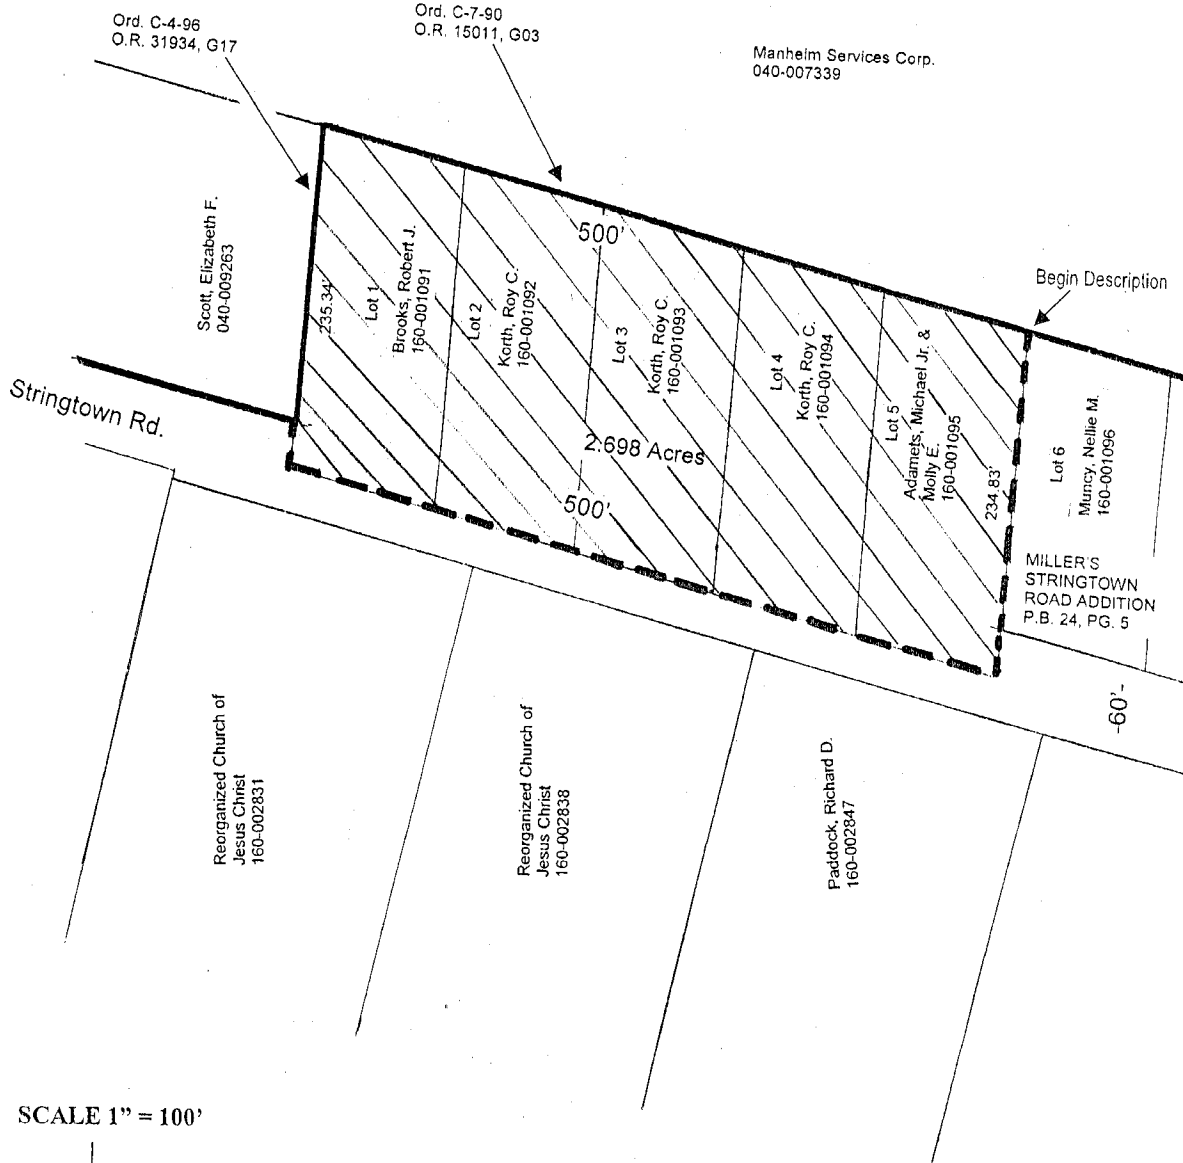 Ord. C-4-96
O.R. 31934, G17
Ord. C-7-90
O.R. 15011, G03
Manheim Services Corp.
040-007339
Scott, Elizabeth F.
040-009263
235.34'
Lot 1
Brooks, Robert J.
160-001091
Lot 2
Korth, Roy C.
160-001092
500'
Lot 3
Korth, Roy C.
160-001093
Lot 4
Korth, Roy C.
160-001094
Lot 5
Adamets, Michael Jr. &
Molly E.
160-001095
234.83'
Begin Description
Lot 6
Muncy, Nellie M.
160-001096
2.698 Acres
500'
Stringtown Rd.
MILLER'S
STRINGTOWN
ROAD ADDITION
P.B. 24, PG. 5
-60'-
Reorganized Church of
Jesus Christ
160-002831
Reorganized Church of
Jesus Christ
160-002838
Paddock, Richard D.
160-002847
SCALE 1” = 100’